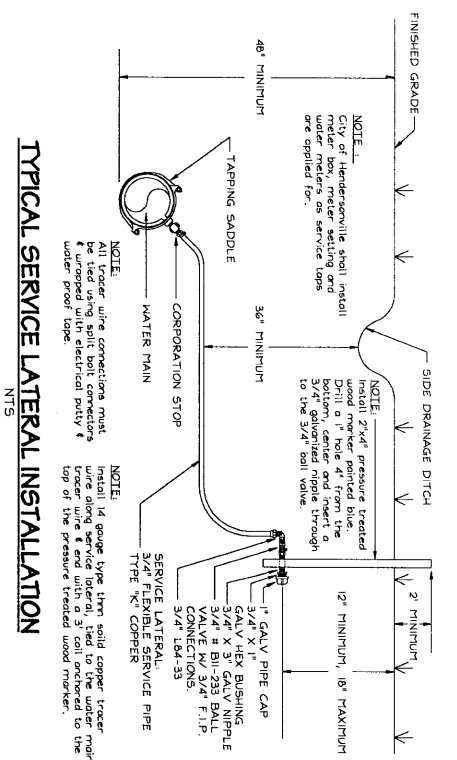 FINISHED GRADE
48" MINIMUM
NOTE :
City of Hendersonville shall install
meter box, meter setting and
water meters as service taps
are applied for.
SIDE DRAINAGE DITCH
36" MINIMUM
NOTE:
Install 2"x4" pressure treated
wood marker painted blue.
Drill a 1" hole 4" from the
bottom, center and insert a
3/4" galvanized nipple through
to the 3/4" ball valve.
2' MINIMUM
12" MINIMUM, 18" MAXIMUM
TAPPING SADDLE
CORPORATION STOP
WATER MAIN
1" GALV PIPE CAP
3/4" X 1"
GALV HEX BUSHING
3/4" X 3" GALV NIPPLE
3/4" # B11-233 BALL
VALVE W/ 3/4" F.I.P.
CONNECTIONS,
3/4" L84-33
SERVICE LATERAL:
3/4" FLEXIBLE SERVICE PIPE
TYPE "K" COPPER
NOTE:
All tracer wire connections must
be tied using split bolt connectors
& wrapped with electrical putty &
water proof tape.
NOTE:
Install 14 gauge type thnn soild copper tracer
wire along service lateral, tied to the water main
tracer wire & end with a 3' coil anchored to the
top of the pressure treated wood marker.
TYPICAL SERVICE LATERAL INSTALLATION
NTS